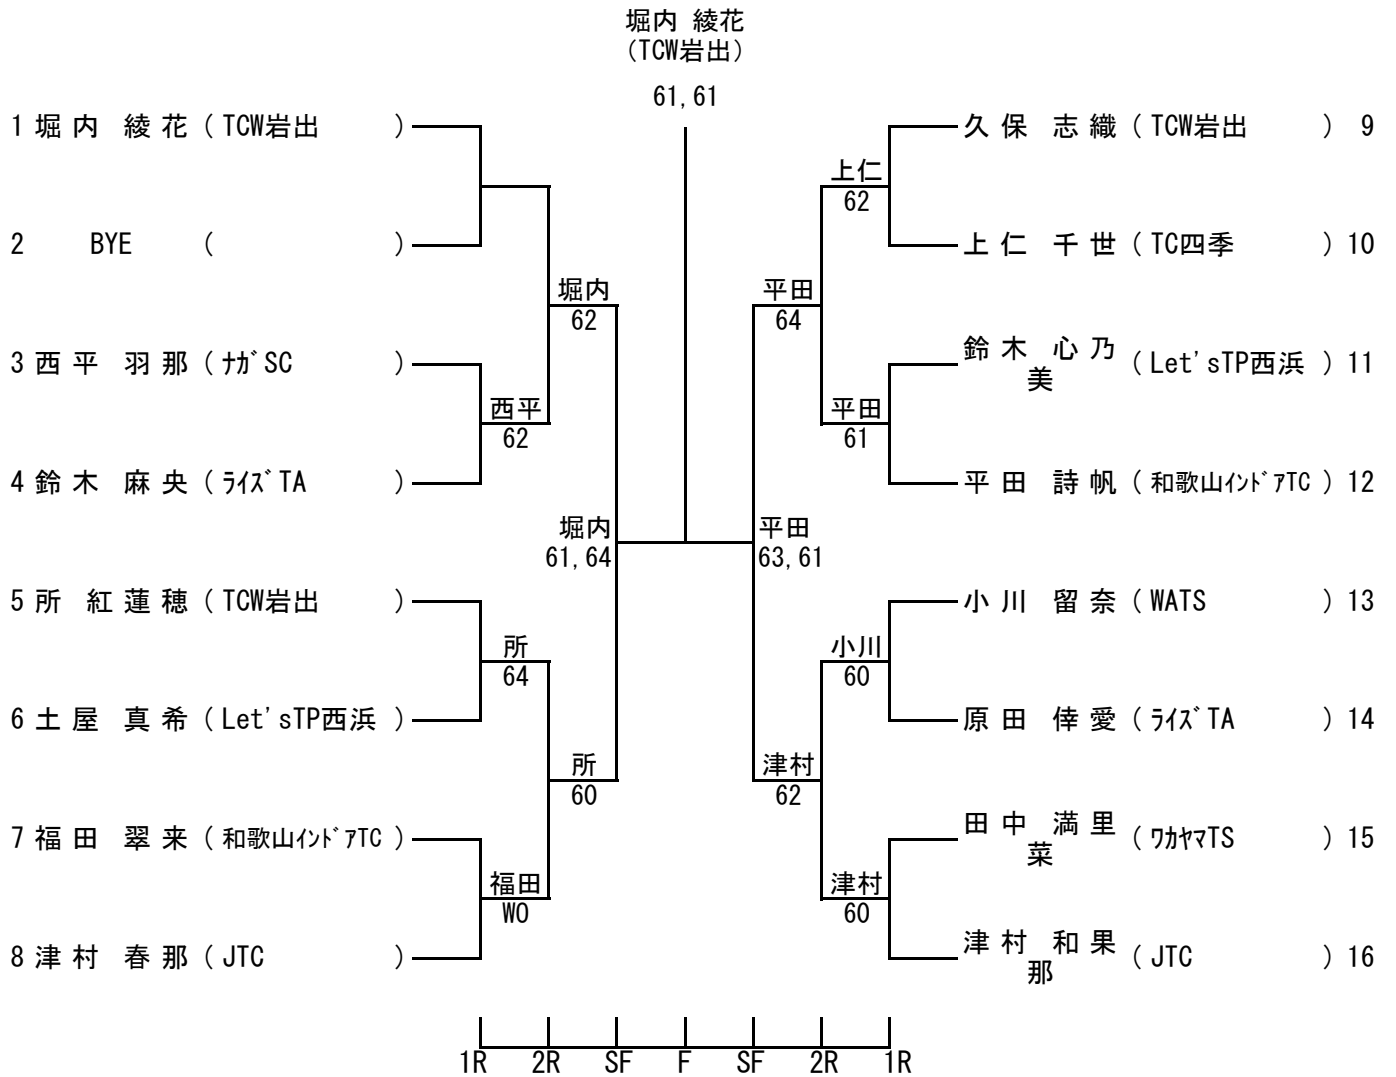 堀内 綾花
(TCW岩出)
61,61
1 堀内 綾花 ( TCW岩出 )
2 BYE ( )
3 西平 羽那 ( ﾅｶﾞSC )
4 鈴木 麻央 ( ﾗｲｽﾞTA )
5 所 紅蓮穂 ( TCW岩出 )
6 土屋 真希 ( Let'sTP西浜 )
7 福田 翠来 ( 和歌山ｲﾝﾄﾞｱTC )
8 津村 春那 ( JTC )
西平
62
所
64
福田
WO
堀内
62
所
60
堀内
61,64
平田
63,61
平田
64
津村
62
上仁
62
平田
61
小川
60
津村
60
久保 志織 ( TCW岩出 ) 9
上仁 千世 ( TC四季 ) 10
鈴木 心乃
美 ( Let'sTP西浜 ) 11
平田 詩帆 ( 和歌山ｲﾝﾄﾞｱTC ) 12
小川 留奈 ( WATS ) 13
原田 倖愛 ( ﾗｲｽﾞTA ) 14
田中 満里
菜 ( ﾜｶﾔﾏTS ) 15
津村 和果
那 ( JTC ) 16
1R 2R SF F SF 2R 1R